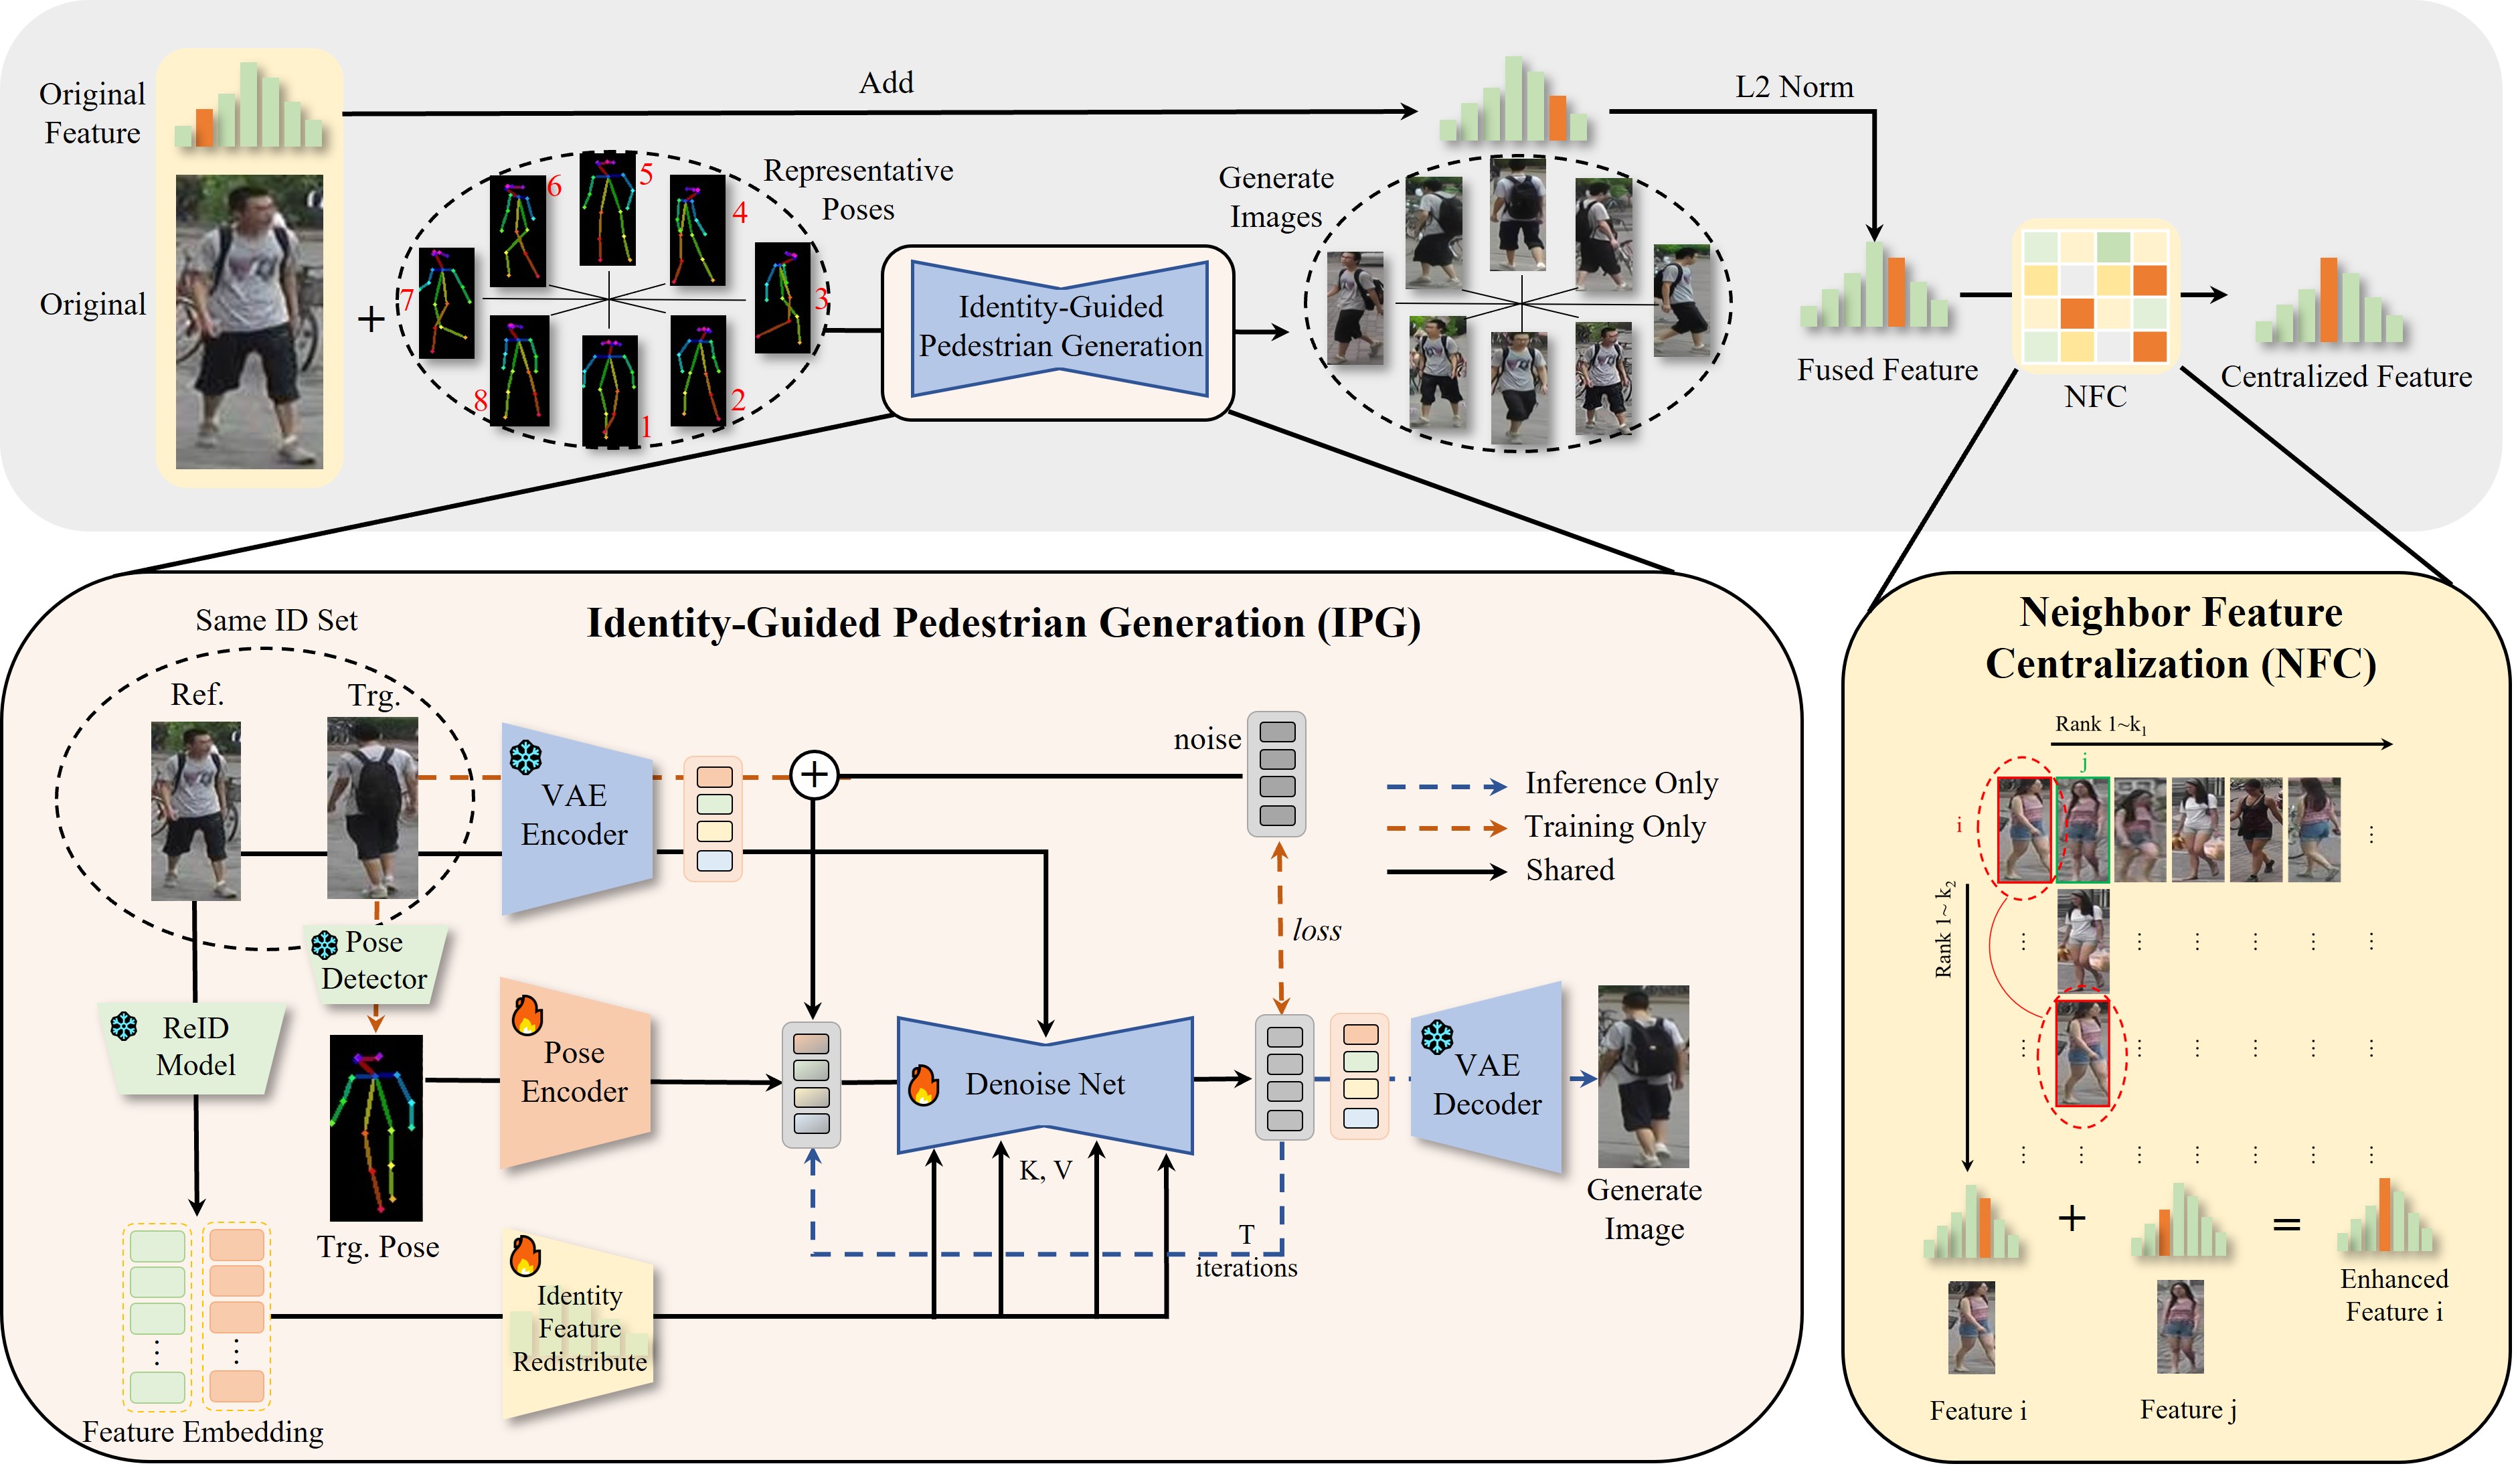 Original
Feature
Add
L2 Norm
Original
+
6
5
4
7
3
8
1
2
Representative
Poses
Identity-Guided
Pedestrian Generation
Generate
Images
Fused Feature
NFC
Centralized Feature
Identity-Guided Pedestrian Generation (IPG)
Same ID Set
Ref.
Trg.
VAE
Encoder
+
noise
Inference Only
Training Only
Shared
loss
Pose
Detector
ReID
Model
Pose
Encoder
Denoise Net
VAE
Decoder
K, V
T
iterations
Generate
Image
Trg. Pose
Identity
Feature
Redistribute
Feature Embedding
Neighbor Feature
Centralization (NFC)
Rank 1~k₁
j
i
Rank 1~ k₂
+
=
Enhanced
Feature i
Feature i
Feature j